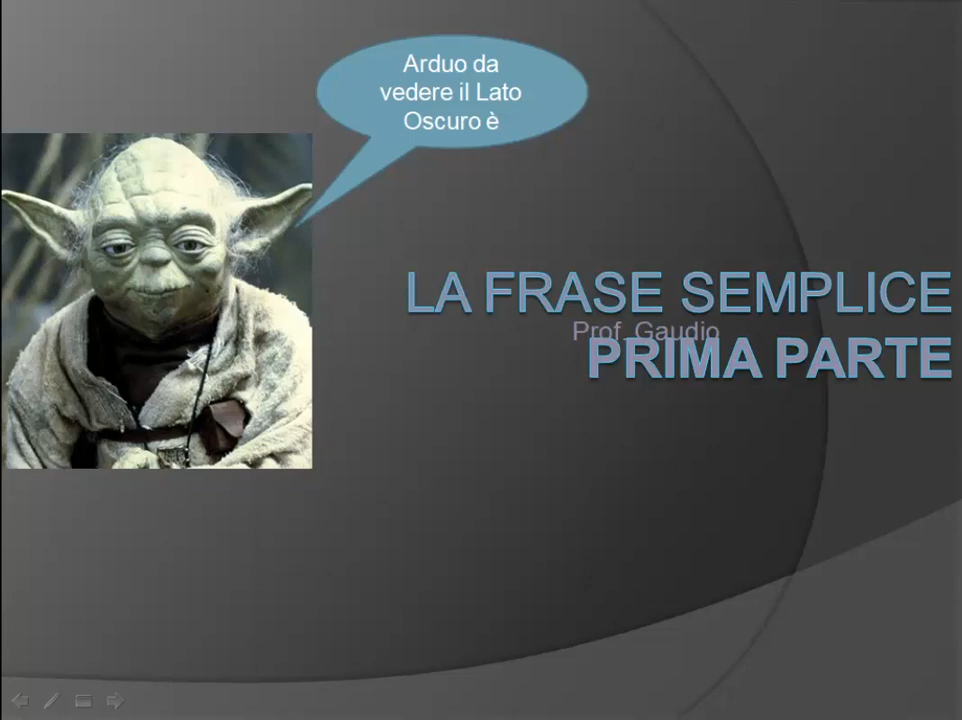 Arduo da
vedere il Lato
Oscuro è
LA FRASE SEMPLICE
Prof. Gaudio
PRIMA PARTE